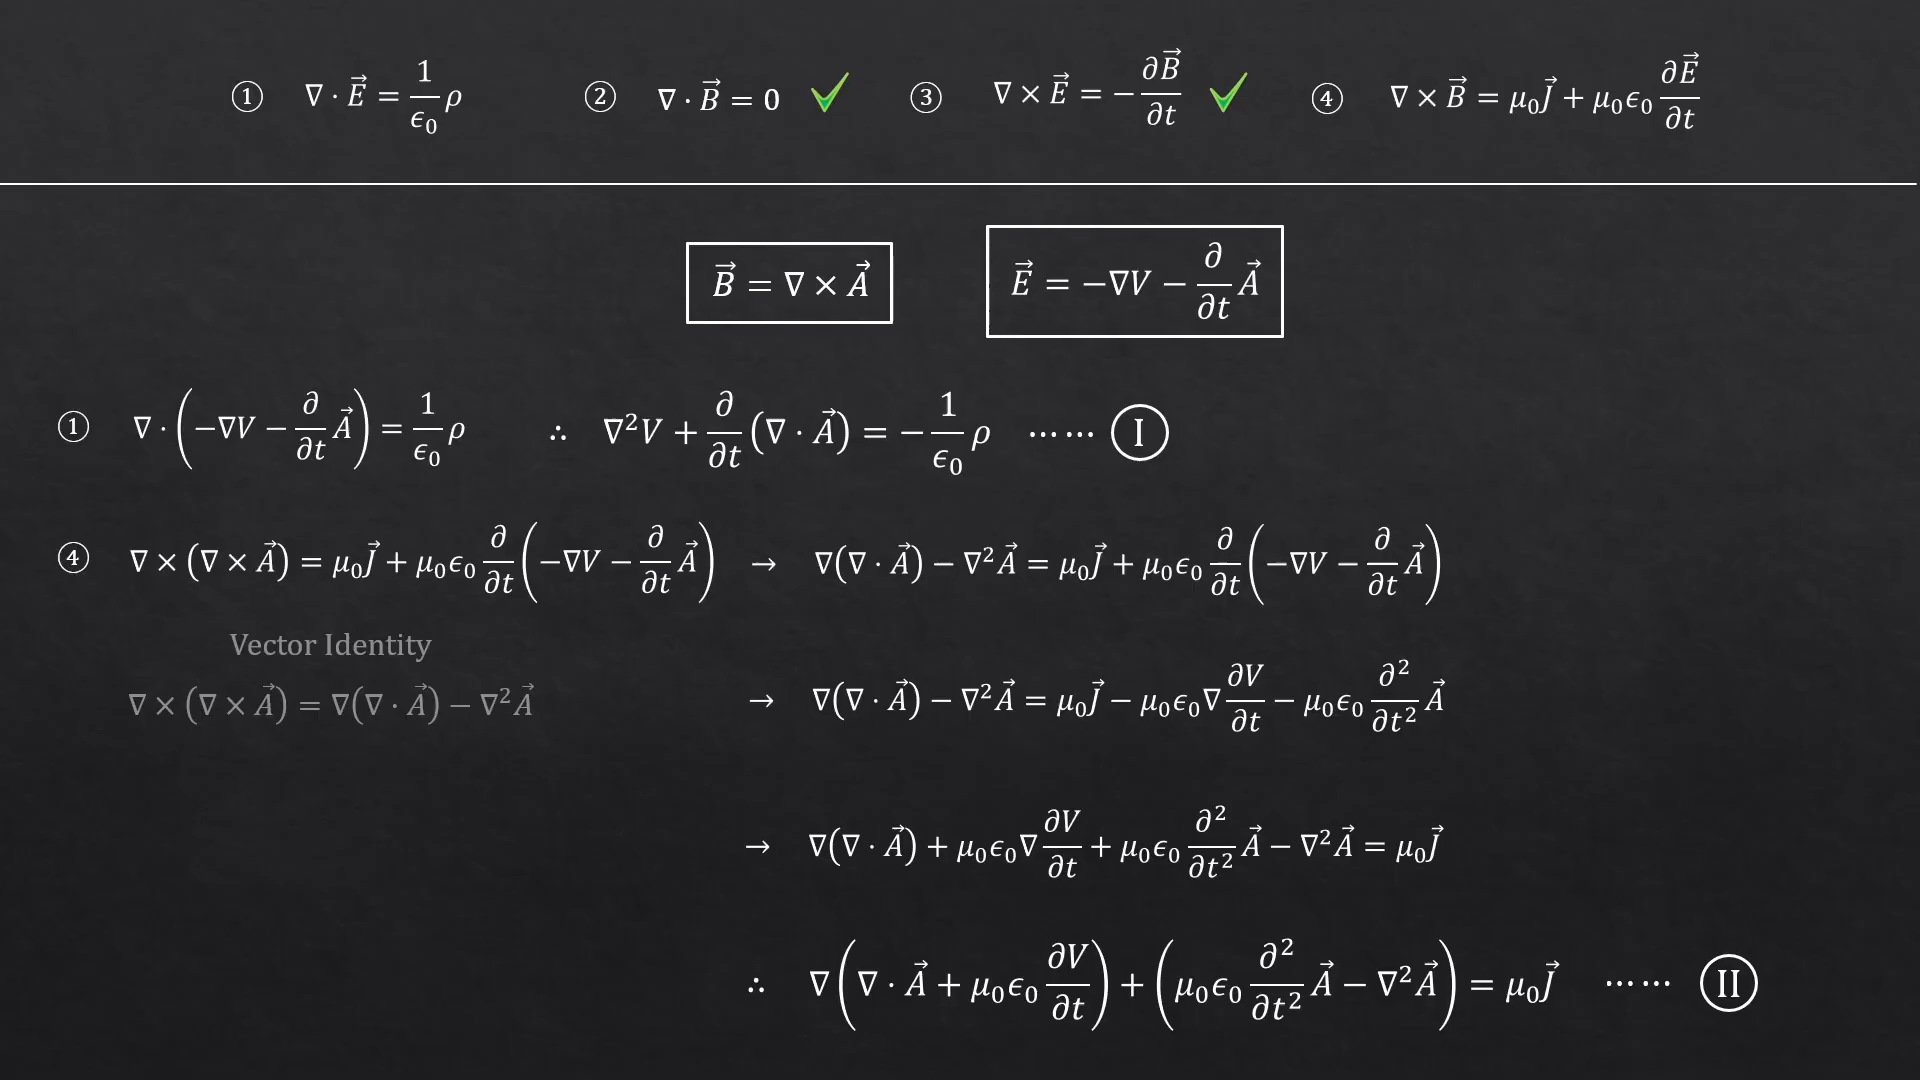 ① ∇ · E⃗ = 1/ϵ₀ ρ ② ∇ · B⃗ = 0 ③ ∇ × E⃗ = −∂B⃗/∂t ④ ∇ × B⃗ = μ₀J⃗ + μ₀ϵ₀ ∂E⃗/∂t
B⃗ = ∇ × A⃗ E⃗ = −∇V − ∂/∂t A⃗
① ∇ · (−∇V − ∂/∂t A⃗) = 1/ϵ₀ ρ ∴ ∇²V + ∂/∂t (∇ · A⃗) = −1/ϵ₀ ρ ⋯⋯ Ⅰ
④ ∇ × (∇ × A⃗) = μ₀J⃗ + μ₀ϵ₀ ∂/∂t (−∇V − ∂/∂t A⃗) → ∇(∇ · A⃗) − ∇²A⃗ = μ₀J⃗ + μ₀ϵ₀ ∂/∂t (−∇V − ∂/∂t A⃗)
Vector Identity
∇ × (∇ × A⃗) = ∇(∇ · A⃗) − ∇²A⃗ → ∇(∇ · A⃗) − ∇²A⃗ = μ₀J⃗ − μ₀ϵ₀∇ ∂V/∂t − μ₀ϵ₀ ∂²/∂t² A⃗
→ ∇(∇ · A⃗) + μ₀ϵ₀∇ ∂V/∂t + μ₀ϵ₀ ∂²/∂t² A⃗ − ∇²A⃗ = μ₀J⃗
∴ ∇(∇ · A⃗ + μ₀ϵ₀ ∂V/∂t) + (μ₀ϵ₀ ∂²/∂t² A⃗ − ∇²A⃗) = μ₀J⃗ ⋯⋯ Ⅱ